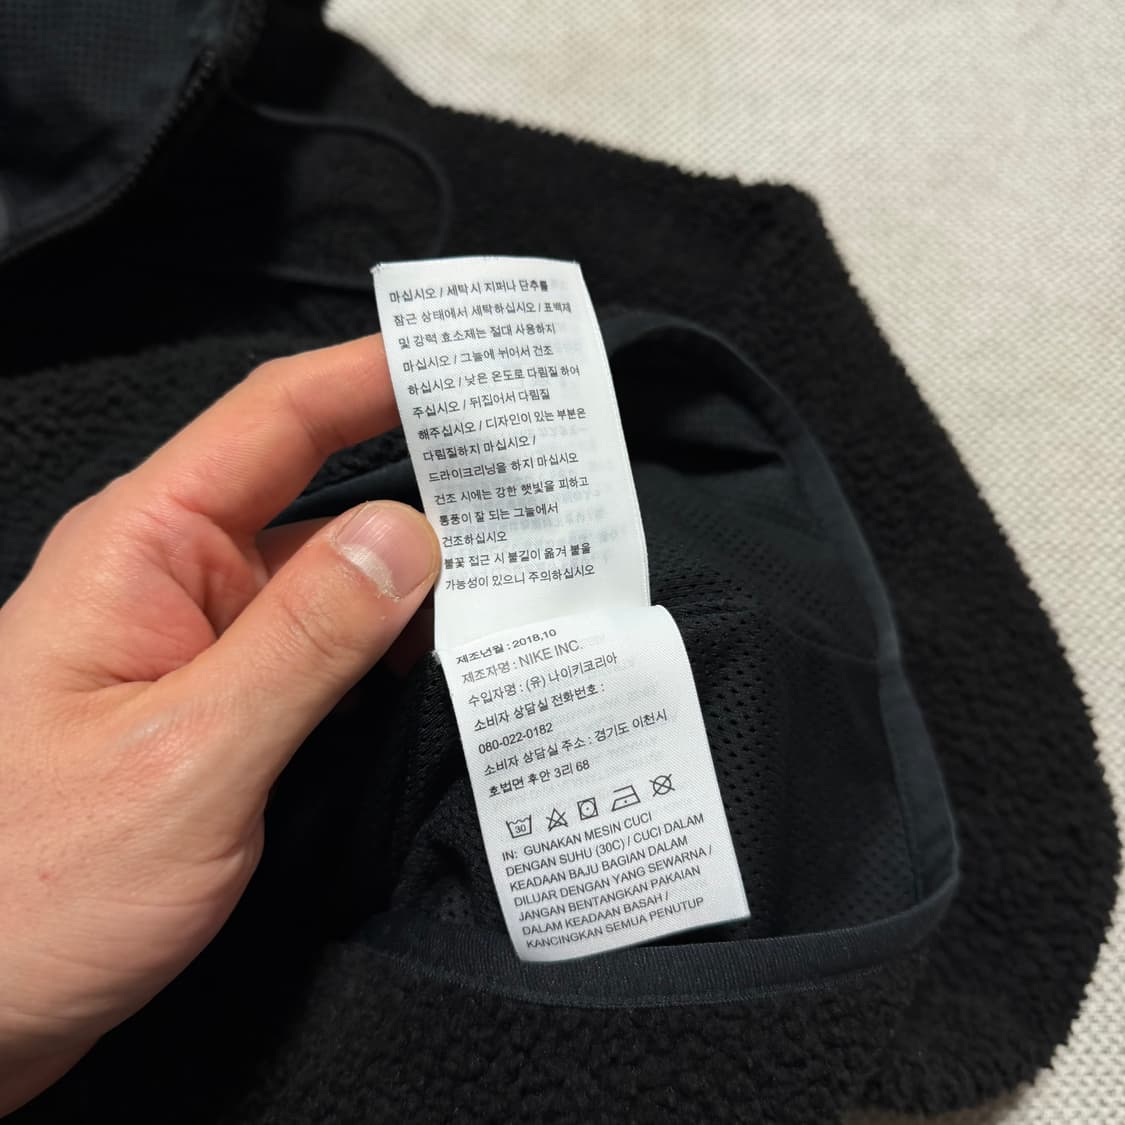 마십시오 / 세탁시 지퍼나 단추를
잠근 상태에서 세탁하십시오 / 표백제
및 강력 효소제는 절대 사용하지
마십시오 / 그늘에 뉘어서 건조
하십시오 / 낮은 온도로 다림질 하여
주십시오 / 뒤집어서 다림질
해주십시오 / 디자인이 있는 부분은
다림질하지 마십시오 /
드라이크리닝을 하지 마십시오
건조 시에는 강한 햇빛을 피하고
통풍이 잘 되는 그늘에서
건조하십시오
불꽃 접근 시 불길이 옮겨 붙을
가능성이 있으니 주의하십시오
제조년월 : 2018.10
제조자명 : NIKE INC.
수입자명 : (유) 나이키코리아
소비자 상담실 전화번호 :
080-022-0182
소비자 상담실 주소 : 경기도 이천시
호법면 후안 3리 68
30
IN: GUNAKAN MESIN CUCI
DENGAN SUHU (30C) / CUCI DALAM
KEADAAN BAJU BAGIAN DALAM
DILUAR DENGAN YANG SEWARNA /
JANGAN BENTANGKAN PAKAIAN
DALAM KEADAAN BASAH /
KANCINGKAN SEMUA PENUTUP